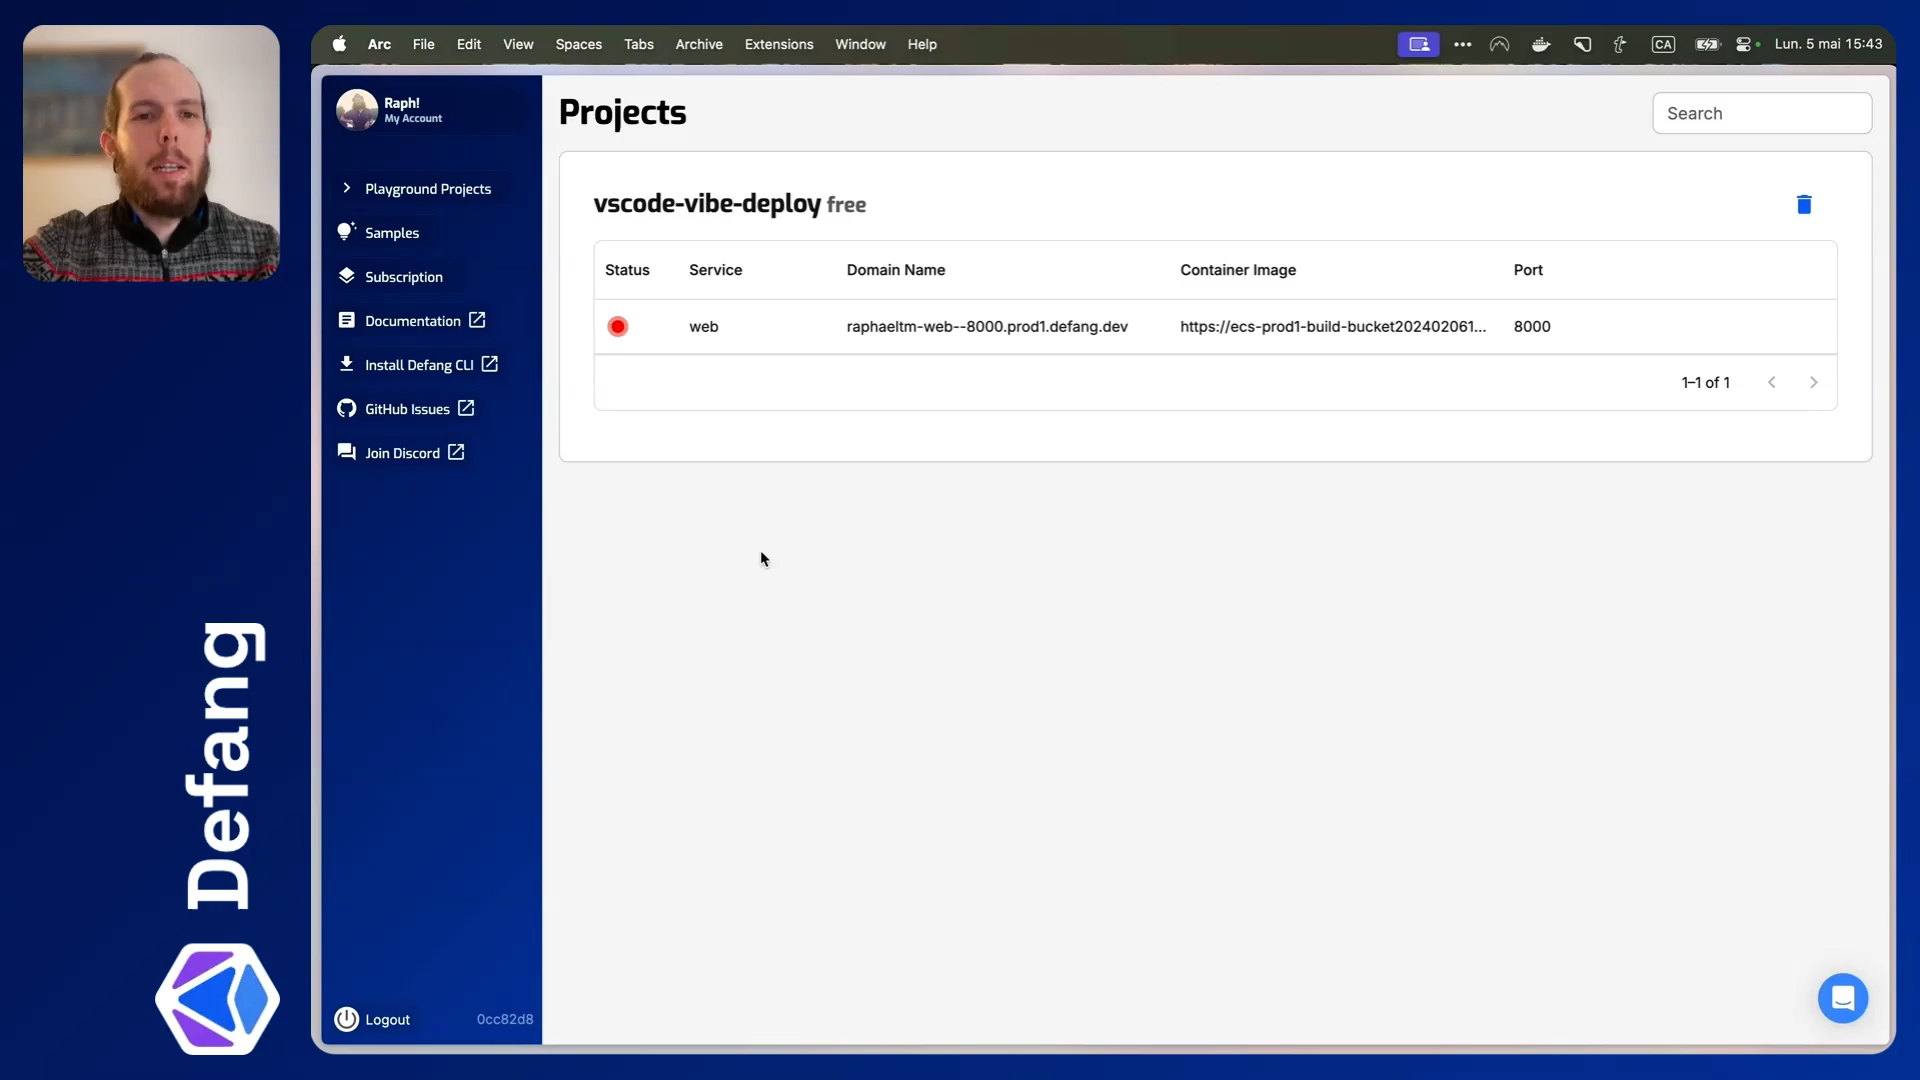 Arc File Edit View Spaces Tabs Archive Extensions Window Help
CA
Lun. 5 mai 15:43
Raph!
My Account
Playground Projects
Samples
Subscription
Documentation
Install Defang CLI
GitHub Issues
Join Discord
Logout 0cc82d8
Projects
Search
vscode-vibe-deploy free
Status Service Domain Name Container Image Port
web raphaeltm-web--8000.prod1.defang.dev https://ecs-prod1-build-bucket202402061... 8000
1–1 of 1
Defang